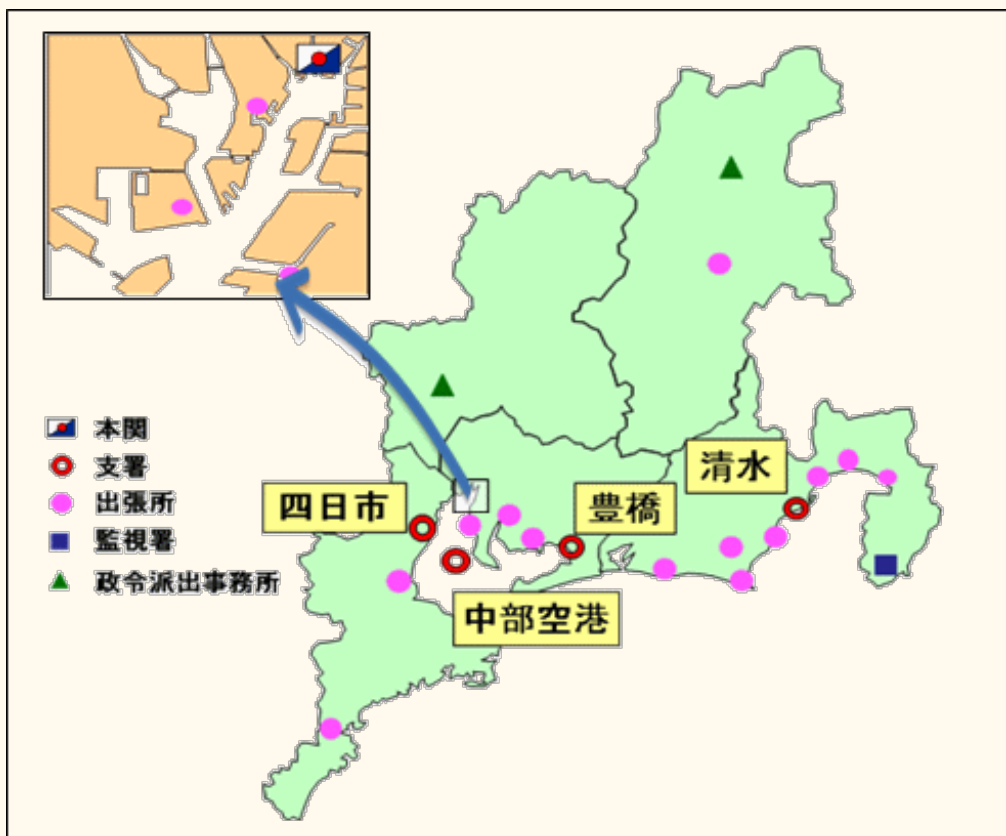 本関
支署
出張所
監視署
政令派出事務所
清水
四日市
豊橋
中部空港